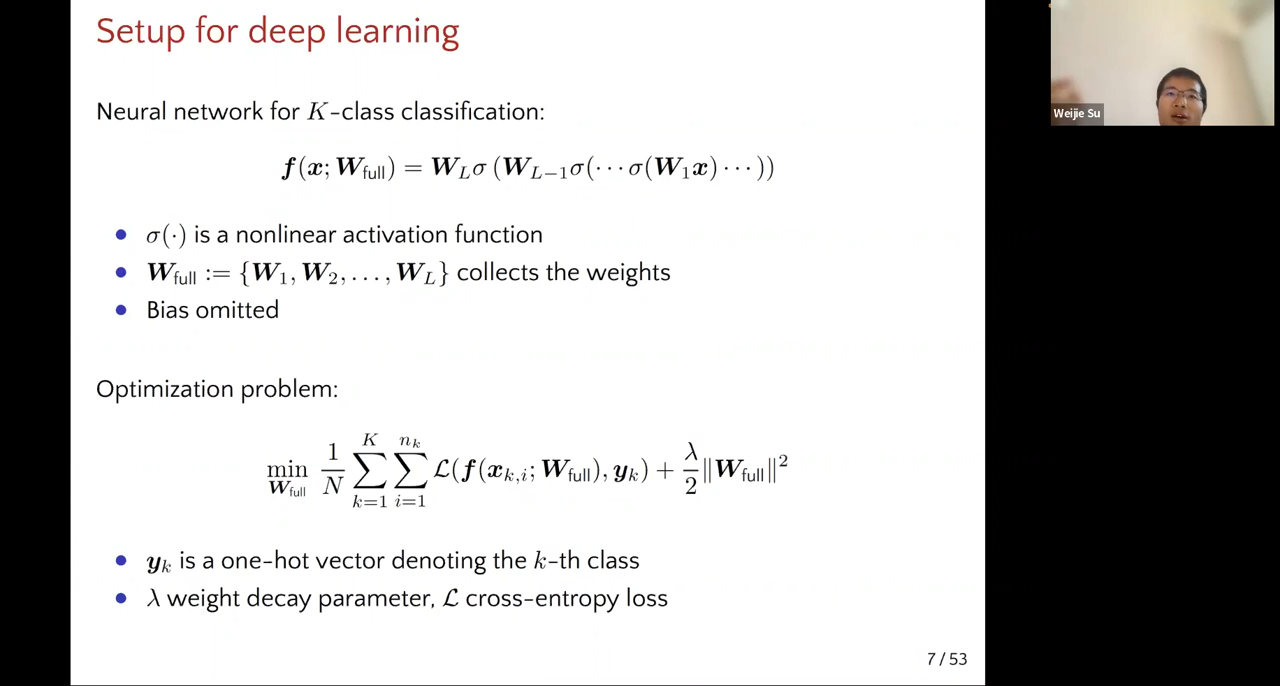 Setup for deep learning
Weijie Su
Neural network for K-class classification:
f(x; W_full) = W_L σ (W_{L−1} σ(⋯ σ(W_1 x) ⋯))
• σ(·) is a nonlinear activation function
• W_full := {W_1, W_2, . . . , W_L} collects the weights
• Bias omitted
Optimization problem:
min_{W_full} 1/N ∑_{k=1}^{K} ∑_{i=1}^{n_k} ℒ(f(x_{k,i}; W_full), y_k) + λ/2 ‖W_full‖²
• y_k is a one-hot vector denoting the k-th class
• λ weight decay parameter, ℒ cross-entropy loss
7 / 53